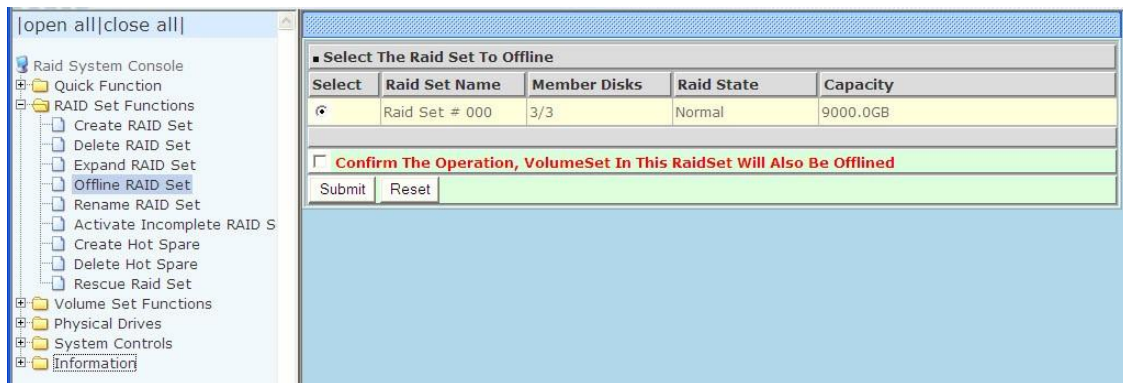 |open all|close all|
Raid System Console
Quick Function
RAID Set Functions
Create RAID Set
Delete RAID Set
Expand RAID Set
Offline RAID Set
Rename RAID Set
Activate Incomplete RAID S
Create Hot Spare
Delete Hot Spare
Rescue Raid Set
Volume Set Functions
Physical Drives
System Controls
Information
Select The Raid Set To Offline
Select Raid Set Name Member Disks Raid State Capacity
Raid Set # 000 3/3 Normal 9000.0GB
Confirm The Operation, VolumeSet In This RaidSet Will Also Be Offlined
Submit Reset